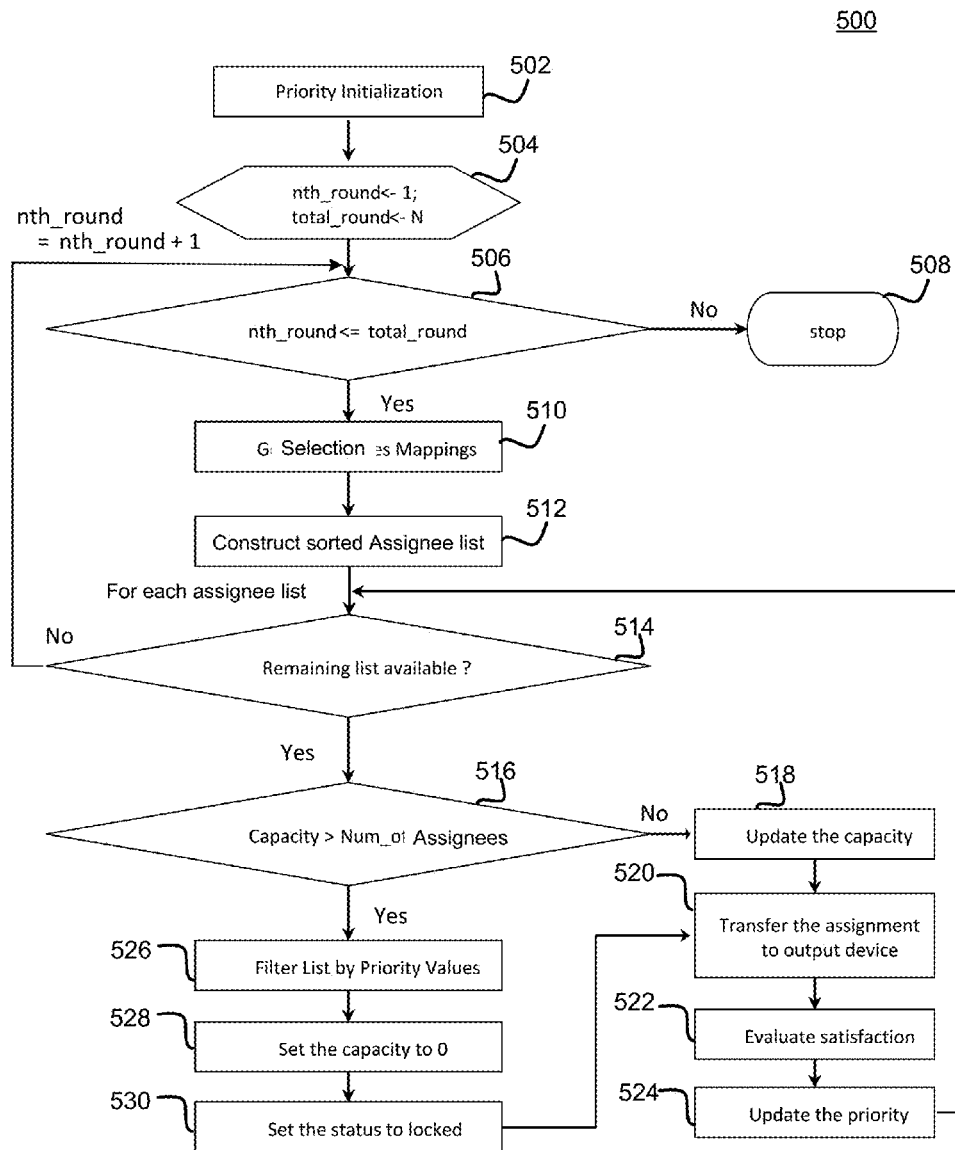 500
502
Priority Initialization
504
nth_round<- 1;
total_round<- N
nth_round
= nth_round + 1
506
508
nth_round<= total_round
No
stop
Yes
510
Selection Mappings
512
Construct sorted Assignee list
For each assignee list
No
514
Remaining list available ?
Yes
516
518
No
Capacity > Num_of Assignees
Update the capacity
520
Yes
Transfer the assignment
to output device
526
Filter List by Priority Values
522
528
Evaluate satisfaction
Set the capacity to 0
524
530
Update the priority
Set the status to locked